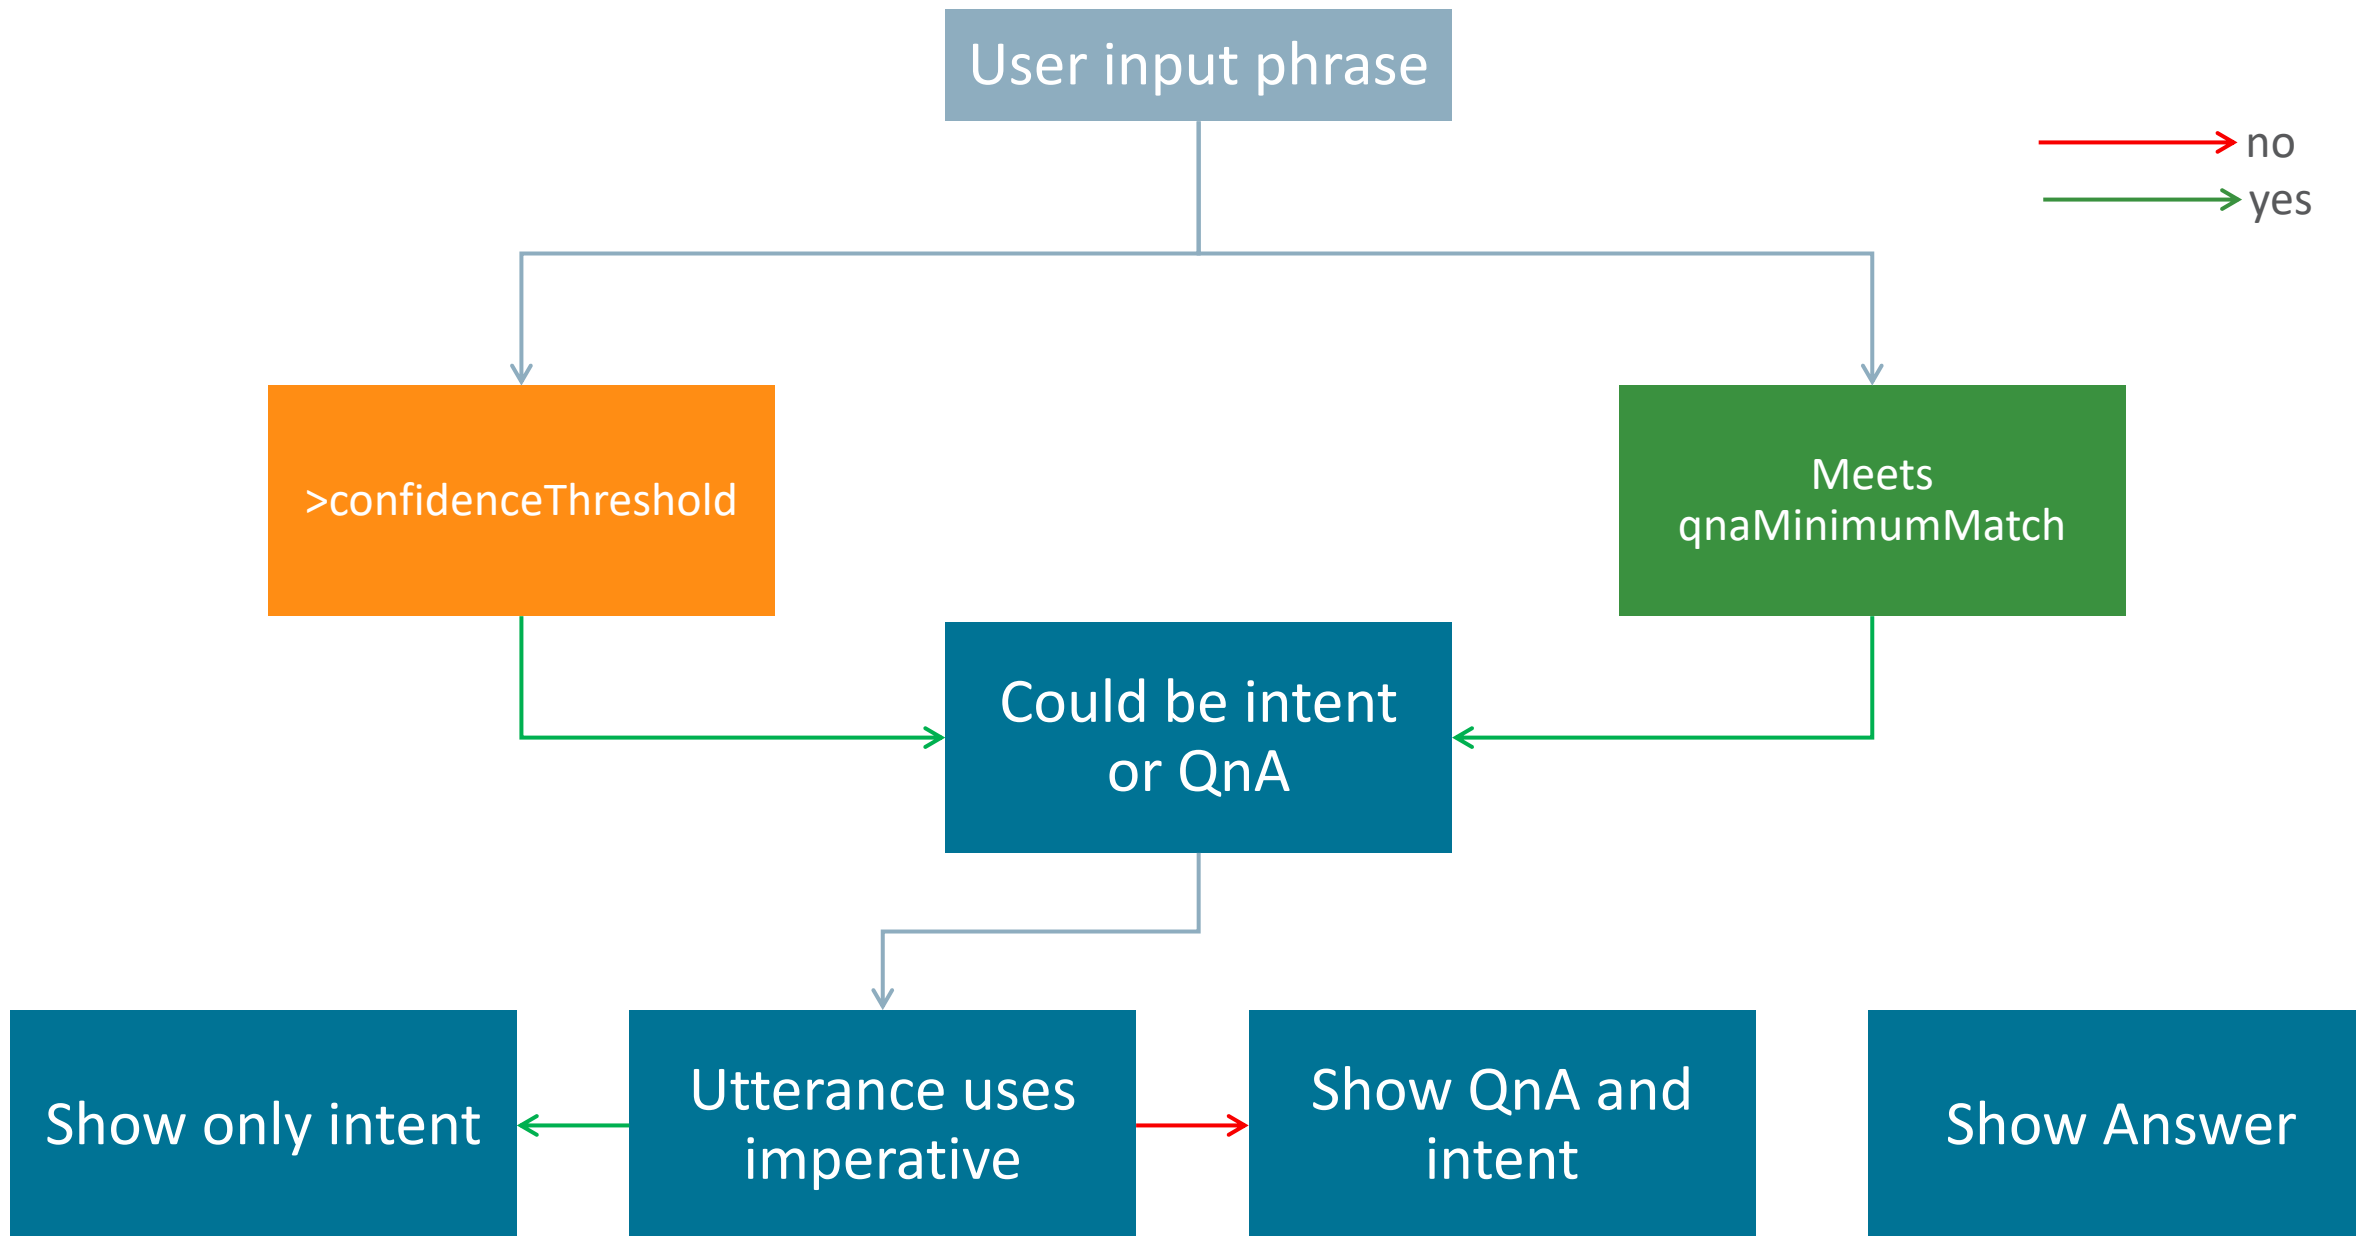 User input phrase
no
yes
>confidenceThreshold
Meets
qnaMinimumMatch
Could be intent
or QnA
Show only intent
Utterance uses
imperative
Show QnA and
intent
Show Answer